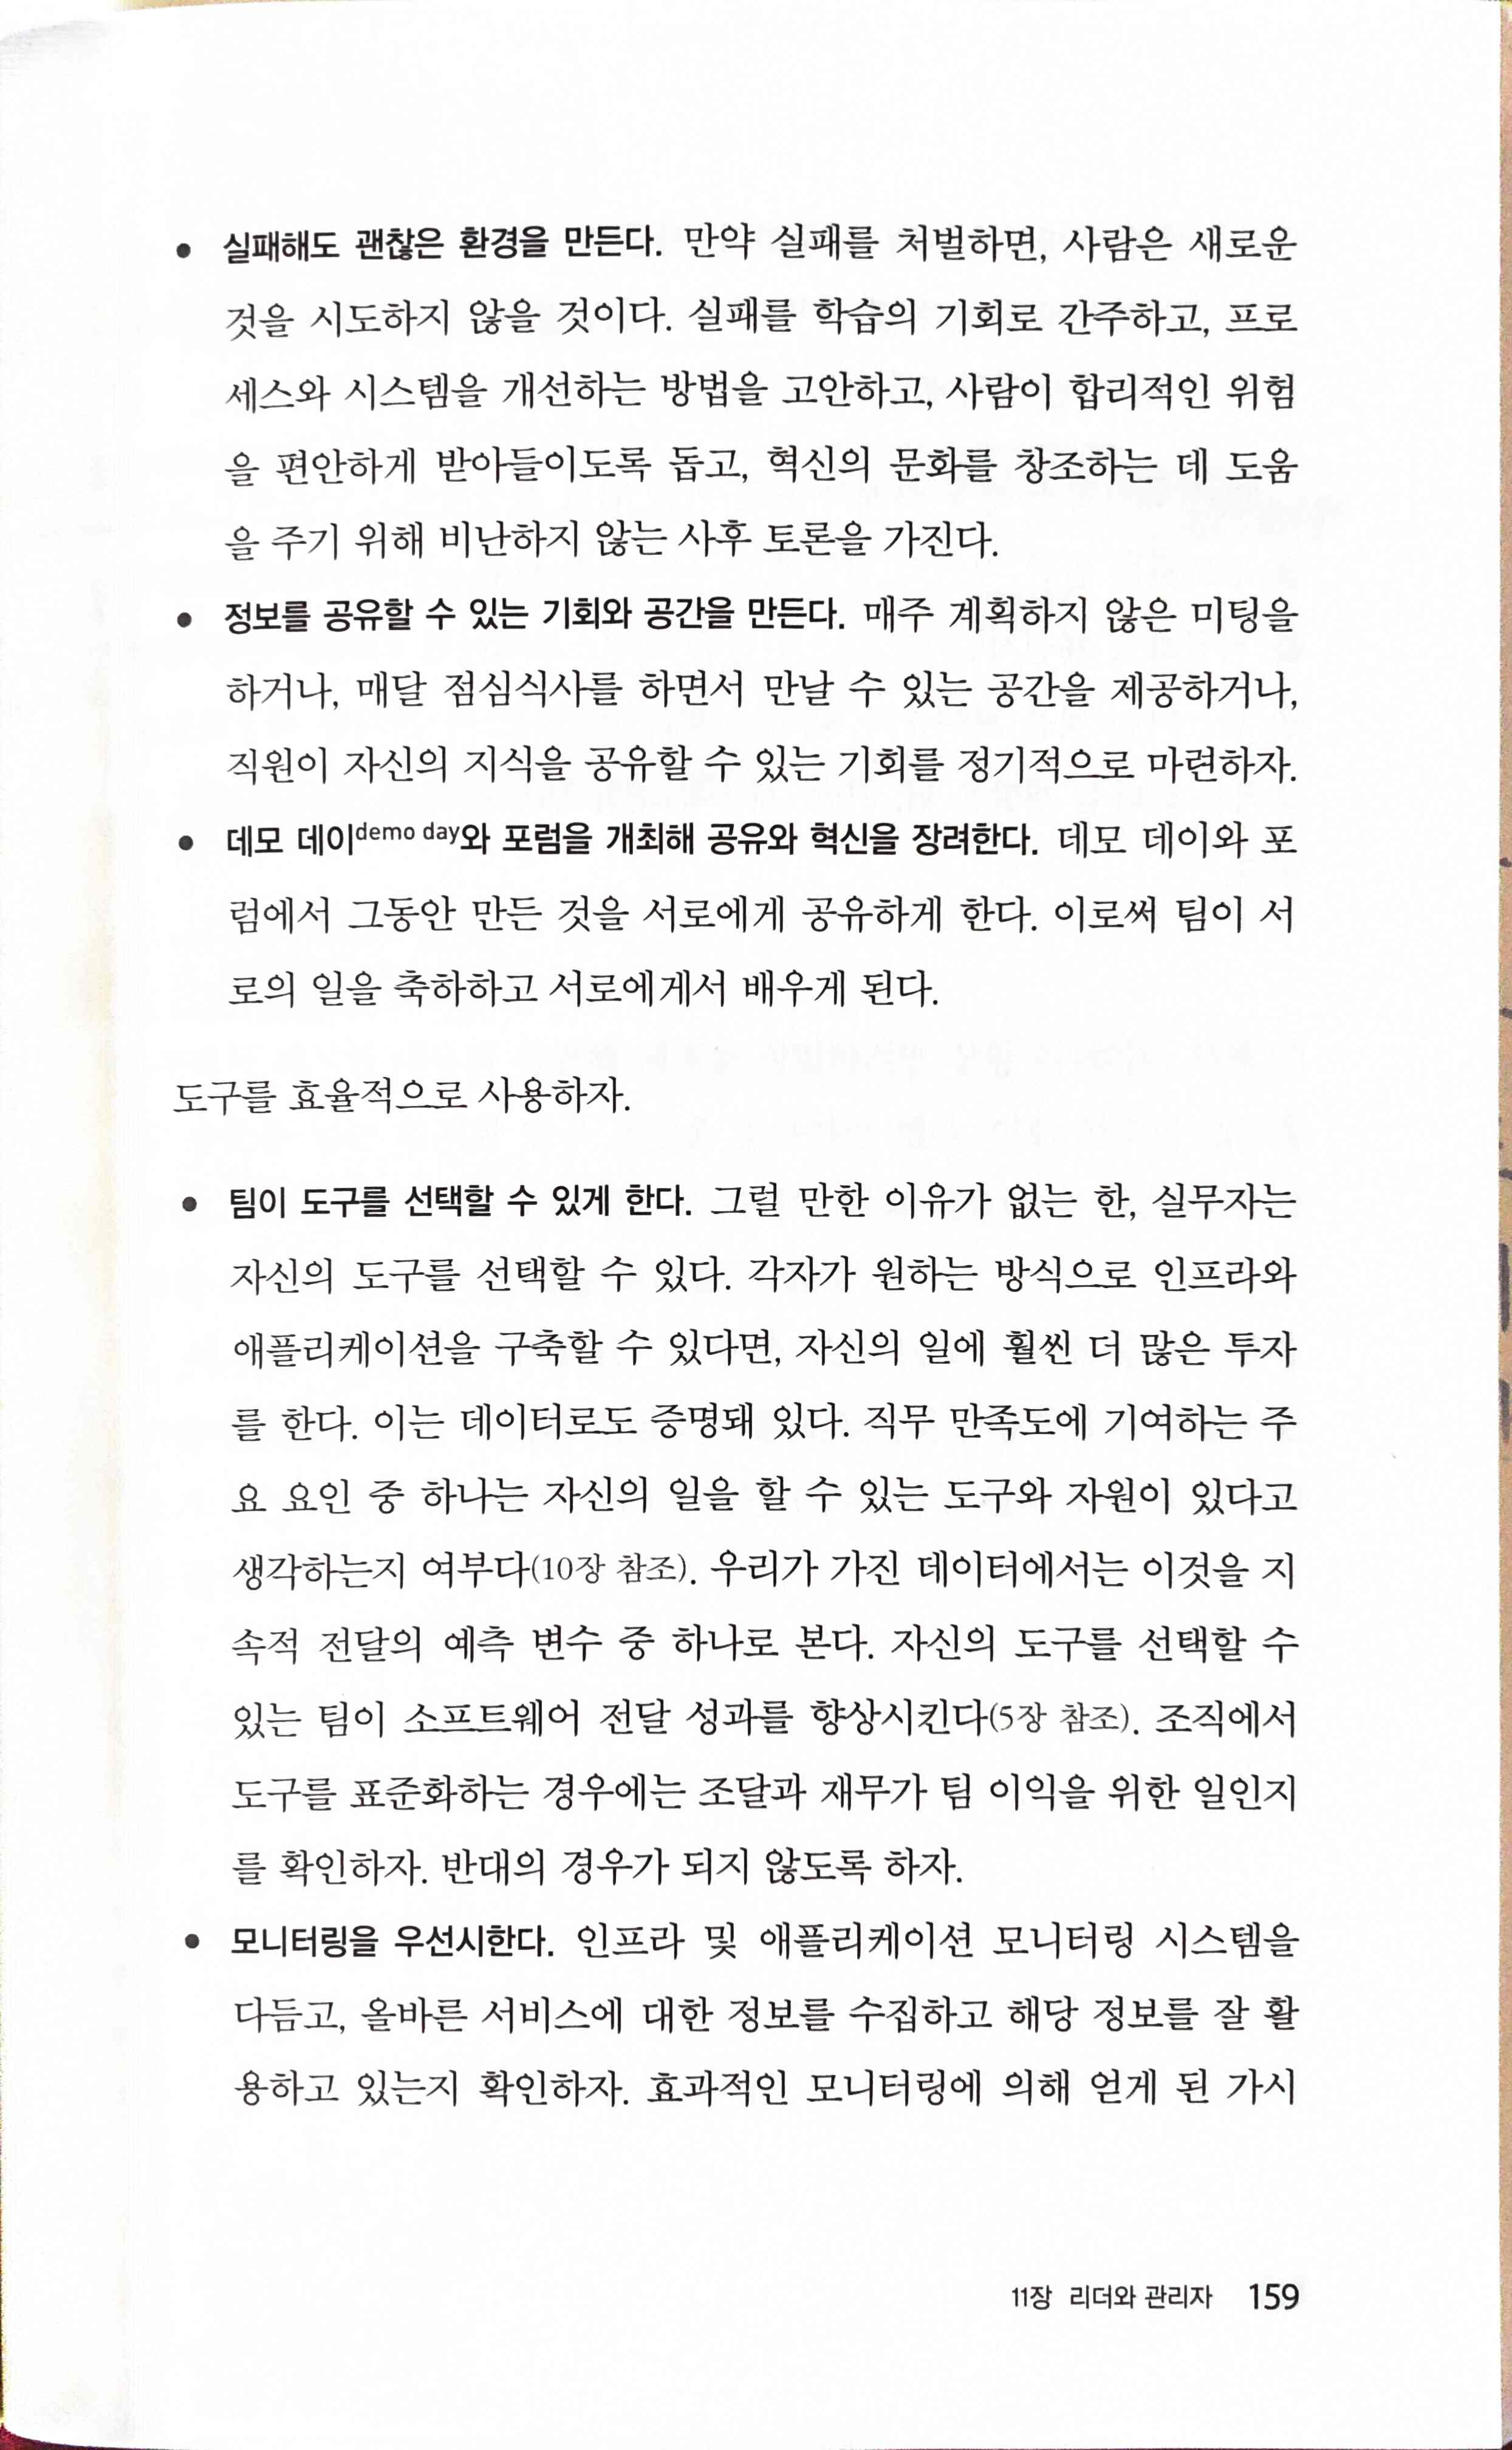 • 실패해도 괜찮은 환경을 만든다. 만약 실패를 처벌하면, 사람은 새로운
것을 시도하지 않을 것이다. 실패를 학습의 기회로 간주하고, 프로
세스와 시스템을 개선하는 방법을 고안하고, 사람이 합리적인 위험
을 편안하게 받아들이도록 돕고, 혁신의 문화를 창조하는 데 도움
을 주기 위해 비난하지 않는 사후 토론을 가진다.
• 정보를 공유할 수 있는 기회와 공간을 만든다. 매주 계획하지 않은 미팅을
하거나, 매달 점심식사를 하면서 만날 수 있는 공간을 제공하거나,
직원이 자신의 지식을 공유할 수 있는 기회를 정기적으로 마련하자.
• 데모 데이demo day와 포럼을 개최해 공유와 혁신을 장려한다. 데모 데이와 포
럼에서 그동안 만든 것을 서로에게 공유하게 한다. 이로써 팀이 서
로의 일을 축하하고 서로에게서 배우게 된다.
도구를 효율적으로 사용하자.
• 팀이 도구를 선택할 수 있게 한다. 그럴 만한 이유가 없는 한, 실무자는
자신의 도구를 선택할 수 있다. 각자가 원하는 방식으로 인프라와
애플리케이션을 구축할 수 있다면, 자신의 일에 훨씬 더 많은 투자
를 한다. 이는 데이터로도 증명돼 있다. 직무 만족도에 기여하는 주
요 요인 중 하나는 자신의 일을 할 수 있는 도구와 자원이 있다고
생각하는지 여부다(10장 참조). 우리가 가진 데이터에서는 이것을 지
속적 전달의 예측 변수 중 하나로 본다. 자신의 도구를 선택할 수
있는 팀이 소프트웨어 전달 성과를 향상시킨다(5장 참조). 조직에서
도구를 표준화하는 경우에는 조달과 재무가 팀 이익을 위한 일인지
를 확인하자. 반대의 경우가 되지 않도록 하자.
• 모니터링을 우선시한다. 인프라 및 애플리케이션 모니터링 시스템을
다듬고, 올바른 서비스에 대한 정보를 수집하고 해당 정보를 잘 활
용하고 있는지 확인하자. 효과적인 모니터링에 의해 얻게 된 가시
11장 리더와 관리자 159